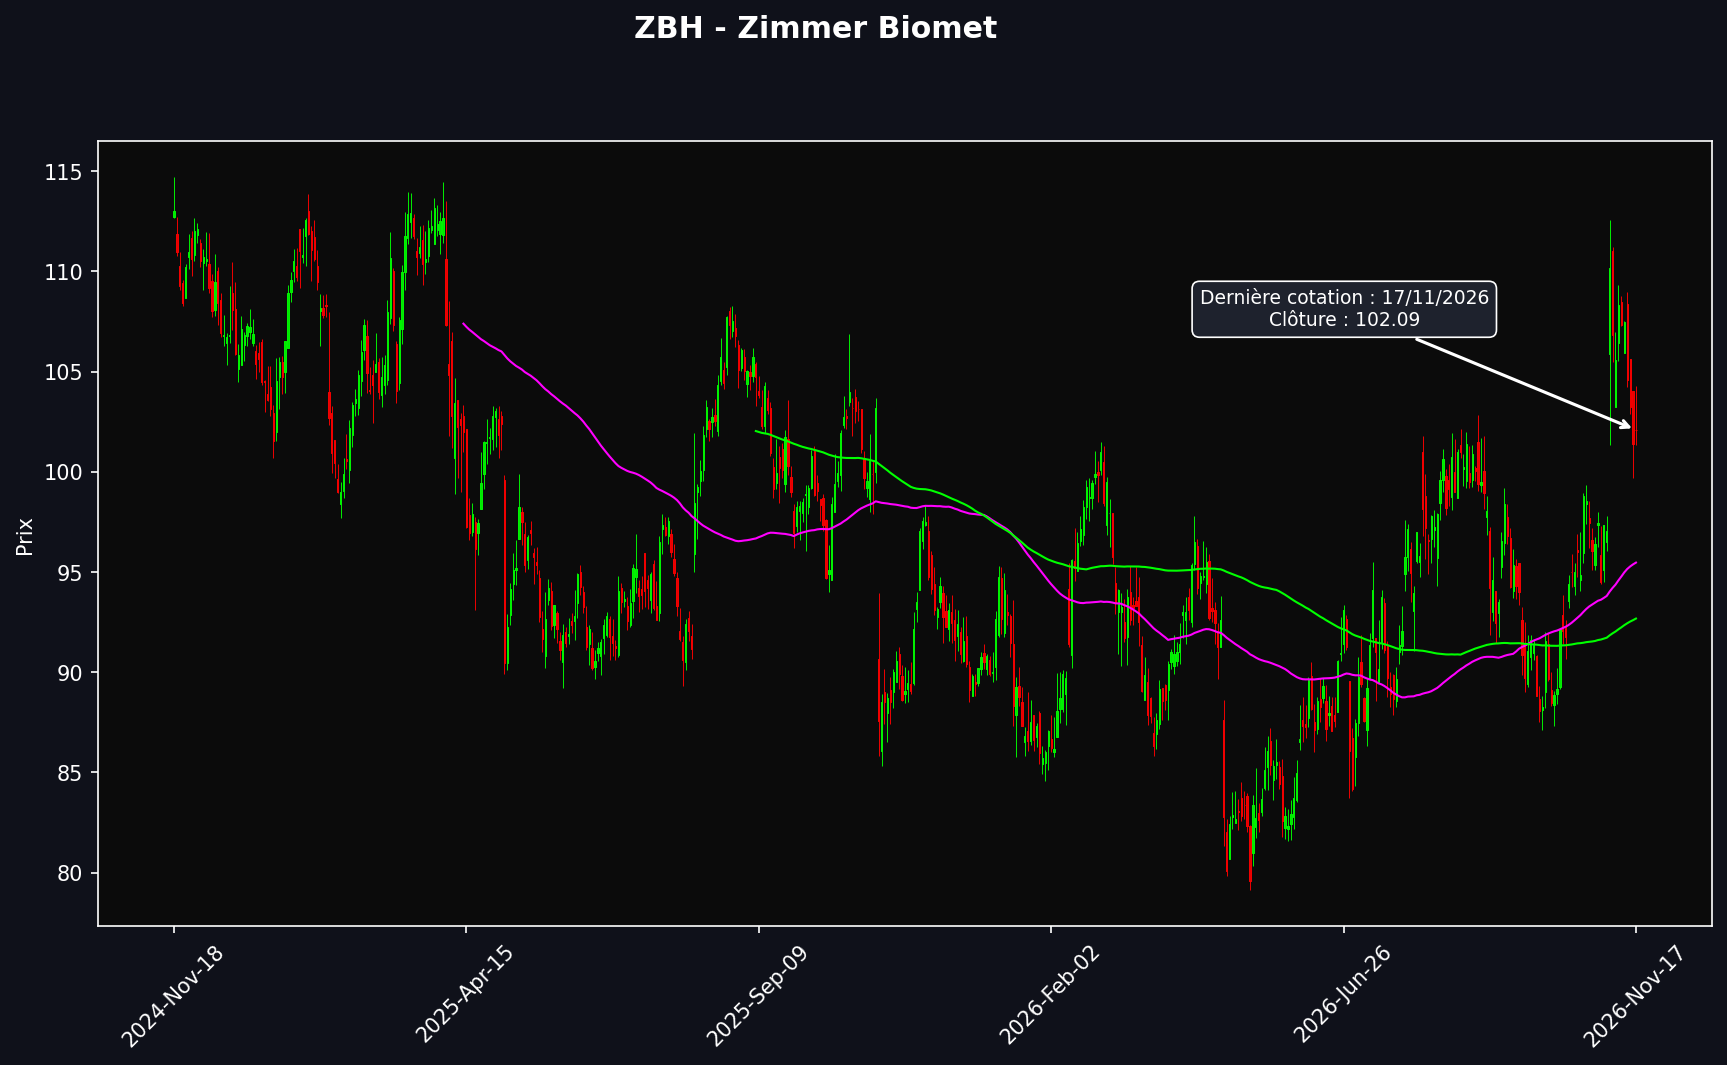 ZBH - Zimmer Biomet
Prix
115
110
105
100
95
90
85
80
Dernière cotation : 17/11/2026
Clôture : 102.09
2024-Nov-18
2025-Apr-15
2025-Sep-09
2026-Feb-02
2026-Jun-26
2026-Nov-17